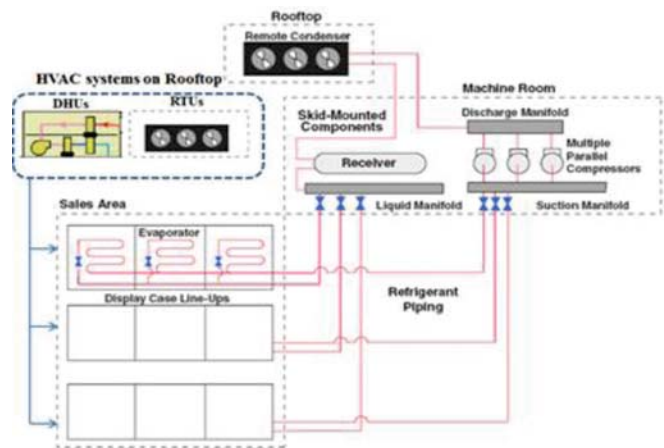 Rooftop
Remote Condenser
HVAC systems on Rooftop
DHUs
RTUs
Machine Room
Skid-Mounted
Components
Discharge Manifold
Receiver
Multiple
Parallel
Compressors
Liquid Manifold
Suction Manifold
Sales Area
Evaporator
Display Case Line-Ups
Refrigerant
Piping